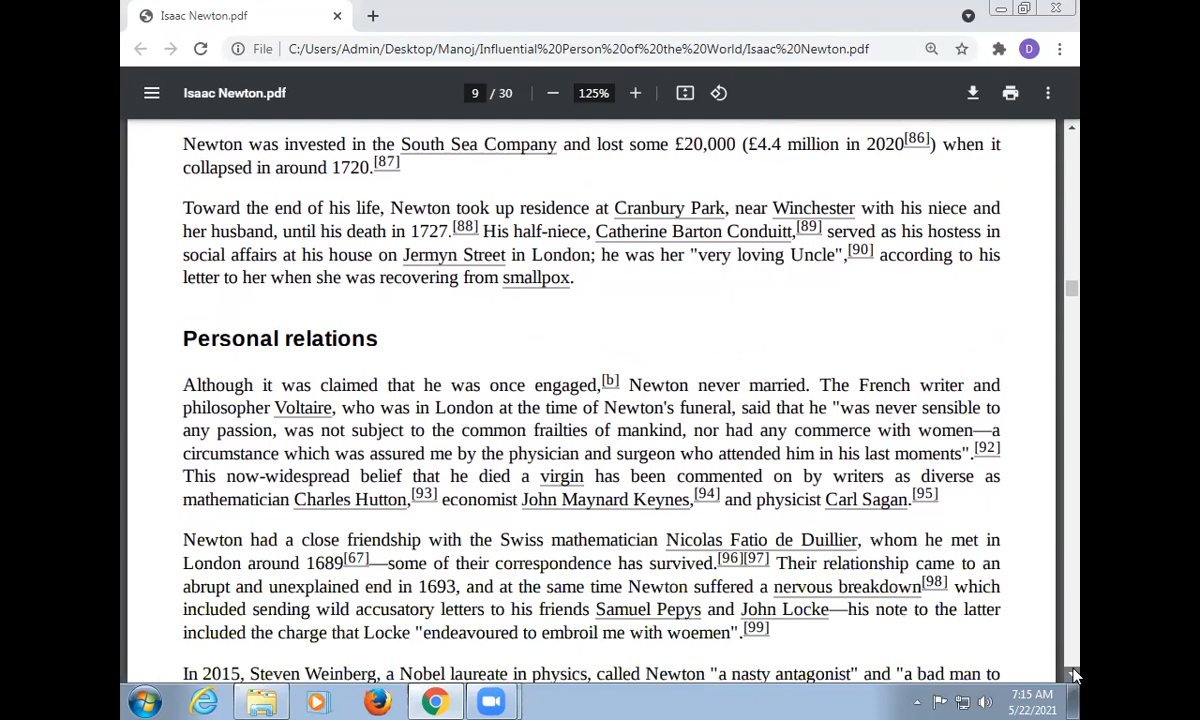 Isaac Newton.pdf
File | C:/Users/Admin/Desktop/Manoj/Influential%20Person%20of%20the%20World/Isaac%20Newton.pdf
D
Isaac Newton.pdf
9 / 30
125%
Newton was invested in the South Sea Company and lost some £20,000 (£4.4 million in 2020[86]) when it
collapsed in around 1720.[87]
Toward the end of his life, Newton took up residence at Cranbury Park, near Winchester with his niece and
her husband, until his death in 1727.[88] His half-niece, Catherine Barton Conduitt,[89] served as his hostess in
social affairs at his house on Jermyn Street in London; he was her "very loving Uncle",[90] according to his
letter to her when she was recovering from smallpox.
Personal relations
Although it was claimed that he was once engaged,[b] Newton never married. The French writer and
philosopher Voltaire, who was in London at the time of Newton's funeral, said that he "was never sensible to
any passion, was not subject to the common frailties of mankind, nor had any commerce with women—a
circumstance which was assured me by the physician and surgeon who attended him in his last moments".[92]
This now-widespread belief that he died a virgin has been commented on by writers as diverse as
mathematician Charles Hutton,[93] economist John Maynard Keynes,[94] and physicist Carl Sagan.[95]
Newton had a close friendship with the Swiss mathematician Nicolas Fatio de Duillier, whom he met in
London around 1689[67]—some of their correspondence has survived.[96][97] Their relationship came to an
abrupt and unexplained end in 1693, and at the same time Newton suffered a nervous breakdown[98] which
included sending wild accusatory letters to his friends Samuel Pepys and John Locke—his note to the latter
included the charge that Locke "endeavoured to embroil me with woemen".[99]
In 2015, Steven Weinberg, a Nobel laureate in physics, called Newton "a nasty antagonist" and "a bad man to
7:15 AM
5/22/2021